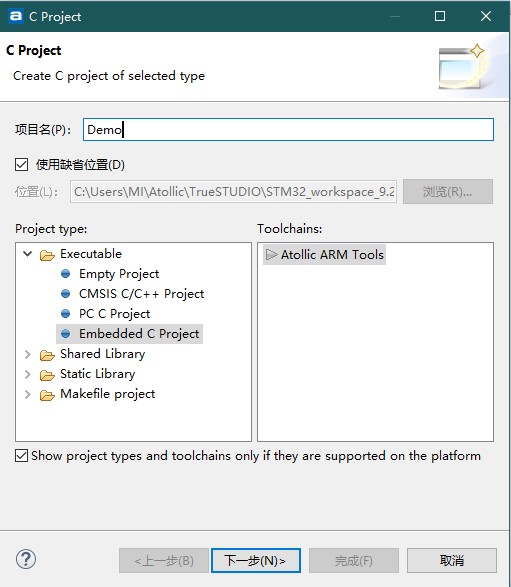 a C Project
C Project
Create C project of selected type
项目名(P): Demo
使用缺省位置(D)
位置(L): C:\Users\MI\Atollic\TrueSTUDIO\STM32_workspace_9.2 浏览(R)...
Project type: Toolchains:
Executable Atollic ARM Tools
Empty Project
CMSIS C/C++ Project
PC C Project
Embedded C Project
Shared Library
Static Library
Makefile project
Show project types and toolchains only if they are supported on the platform
? <上一步(B) 下一步(N)> 完成(F) 取消